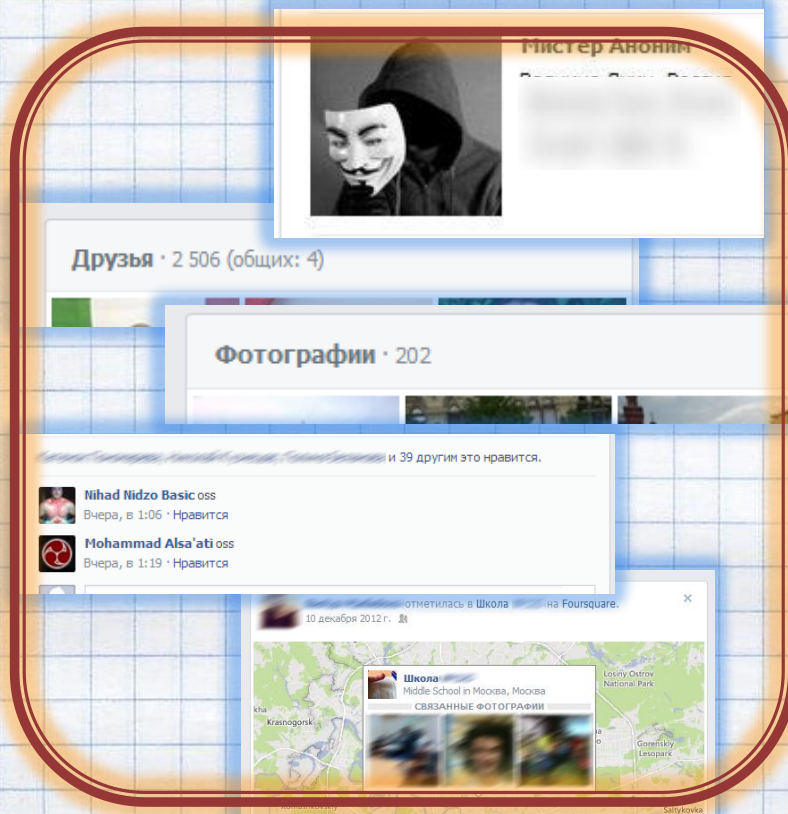 Мистер Аноним
Друзья · 2 506 (общих: 4)
Фотографии · 202
и 39 другим это нравится.
Nihad Nidzo Basic oss
Вчера, в 1:06 · Нравится
Mohammad Alsa'ati oss
Вчера, в 1:19 · Нравится
отметилась в Школа на Foursquare.
10 декабря 2012 г.
Школа
Middle School in Москва, Москва
СВЯЗАННЫЕ ФОТОГРАФИИ
Losiny Ostrov
National Park
kha
Krasnogorsk
Gorenskiy
Lesopark
Saltykovka